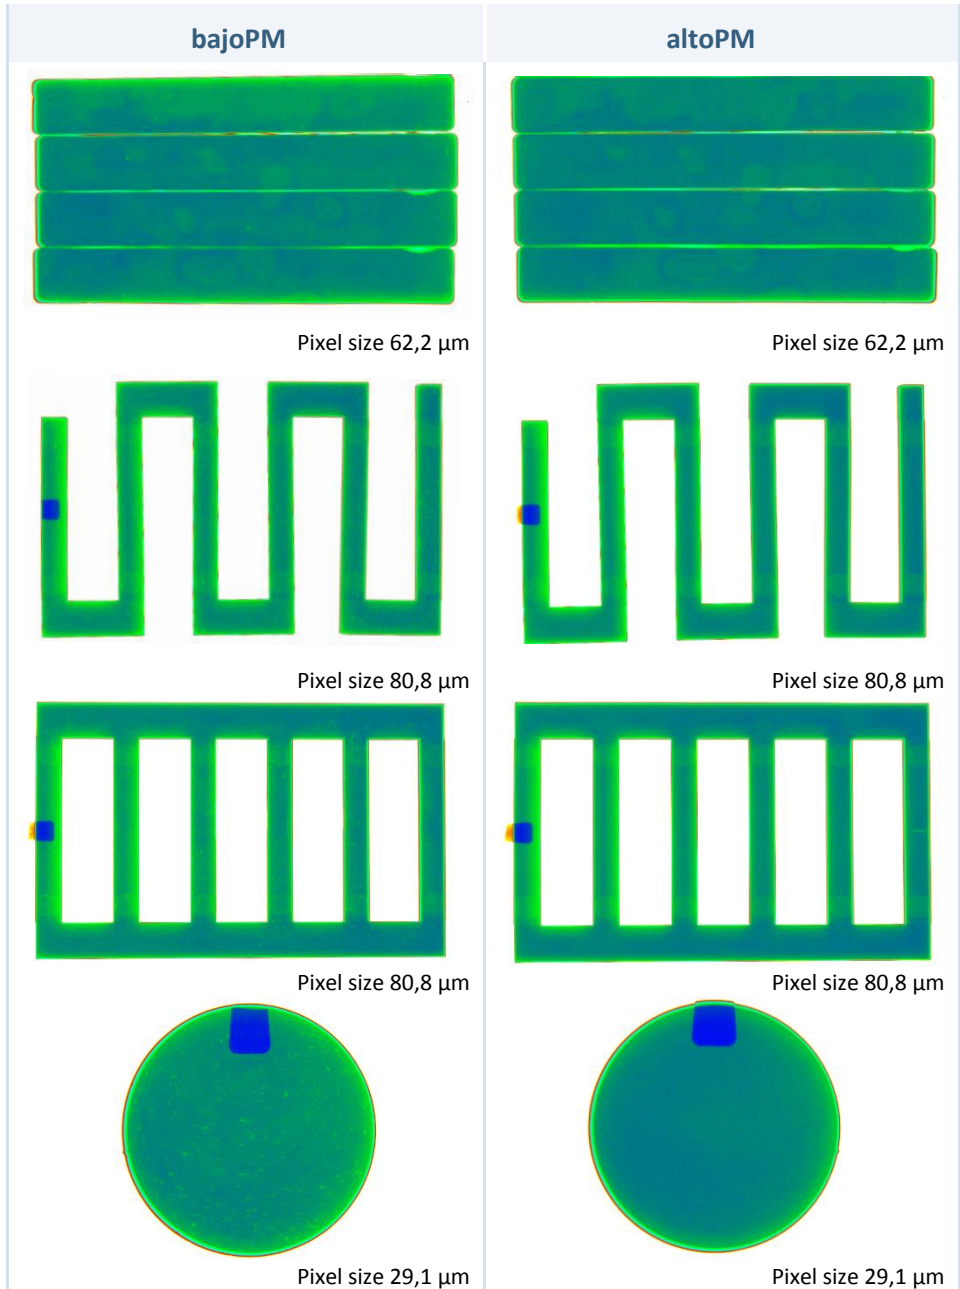 bajoPM altoPM
Pixel size 62,2 µm Pixel size 62,2 µm
Pixel size 80,8 µm Pixel size 80,8 µm
Pixel size 80,8 µm Pixel size 80,8 µm
Pixel size 29,1 µm Pixel size 29,1 µm